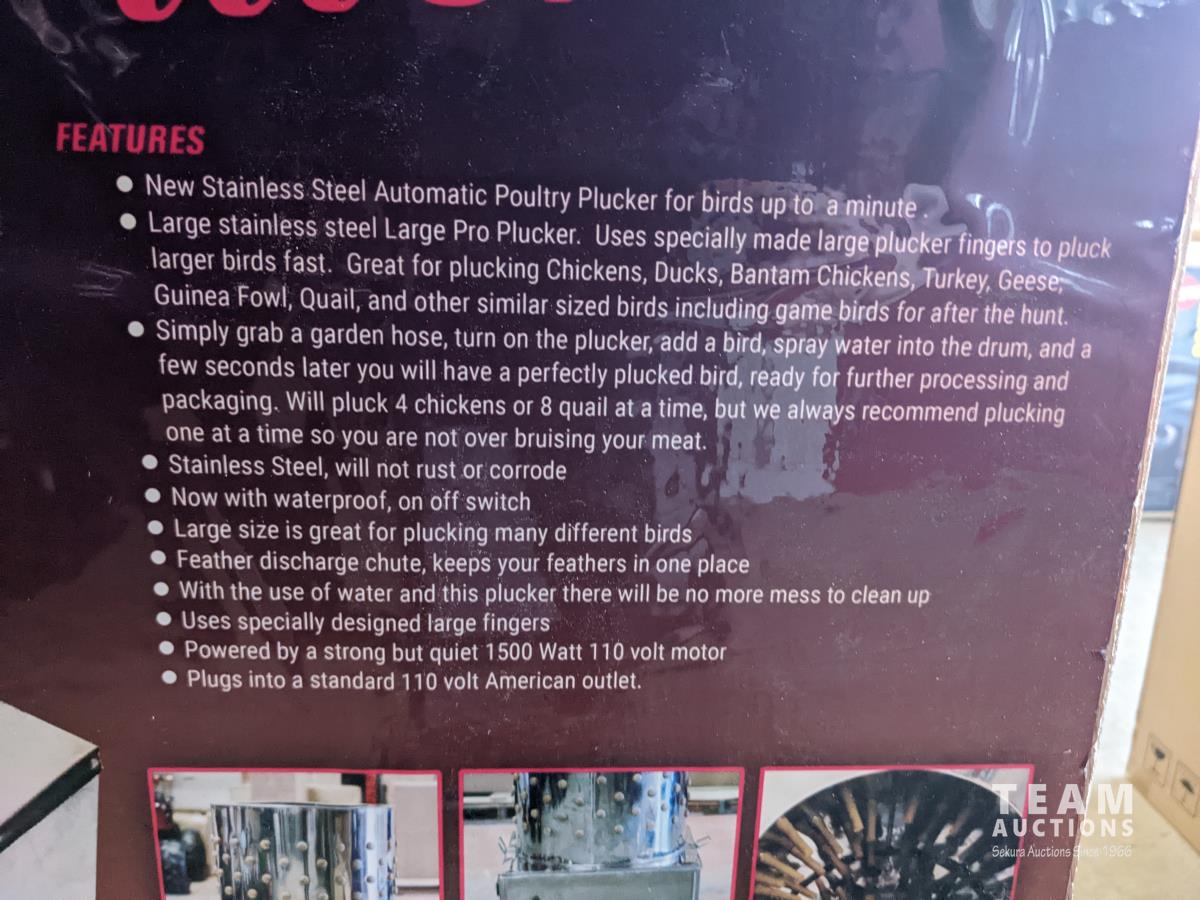 FEATURES
● New Stainless Steel Automatic Poultry Plucker for birds up to a minute .
● Large stainless steel Large Pro Plucker. Uses specially made large plucker fingers to pluck
larger birds fast. Great for plucking Chickens, Ducks, Bantam Chickens, Turkey, Geese,
Guinea Fowl, Quail, and other similar sized birds including game birds for after the hunt.
● Simply grab a garden hose, turn on the plucker, add a bird, spray water into the drum, and a
few seconds later you will have a perfectly plucked bird, ready for further processing and
packaging. Will pluck 4 chickens or 8 quail at a time, but we always recommend plucking
one at a time so you are not over bruising your meat.
● Stainless Steel, will not rust or corrode
● Now with waterproof, on off switch
● Large size is great for plucking many different birds
● Feather discharge chute, keeps your feathers in one place
● With the use of water and this plucker there will be no more mess to clean up
● Uses specially designed large fingers
● Powered by a strong but quiet 1500 Watt 110 volt motor
● Plugs into a standard 110 volt American outlet.
TEAM
AUCTIONS
Sekura Auctions Since 1966